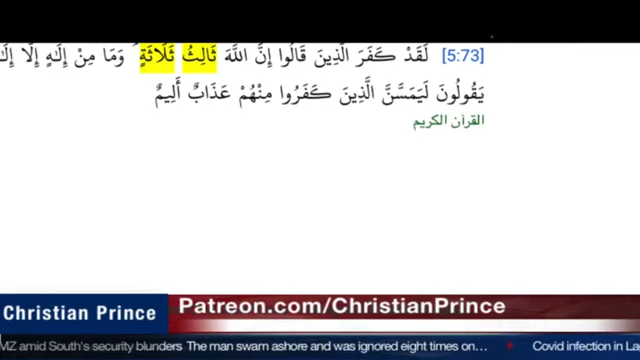 [5:73] لَقَدْ كَفَرَ الَّذِينَ قَالُوا إِنَّ اللَّهَ ثَالِثُ ثَلَاثَةٍ ۘ وَمَا مِنْ إِلَٰهٍ إِلَّا
يَقُولُونَ لَيَمَسَّنَّ الَّذِينَ كَفَرُوا مِنْهُمْ عَذَابٌ أَلِيمٌ
القرآن الكريم
Christian Prince
Patreon.com/ChristianPrince
MZ amid South's security blunders The man swam ashore and was ignored eight times on... Covid infection in